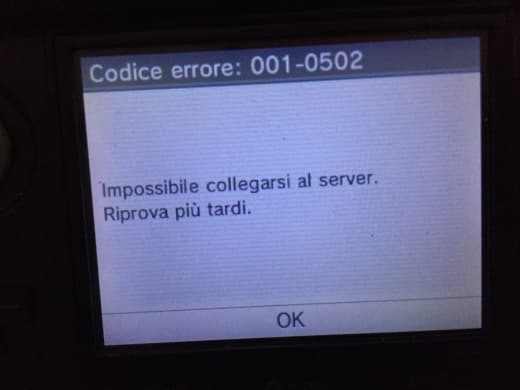 Codice errore: 001-0502
Impossibile collegarsi al server.
Riprova più tardi.
OK